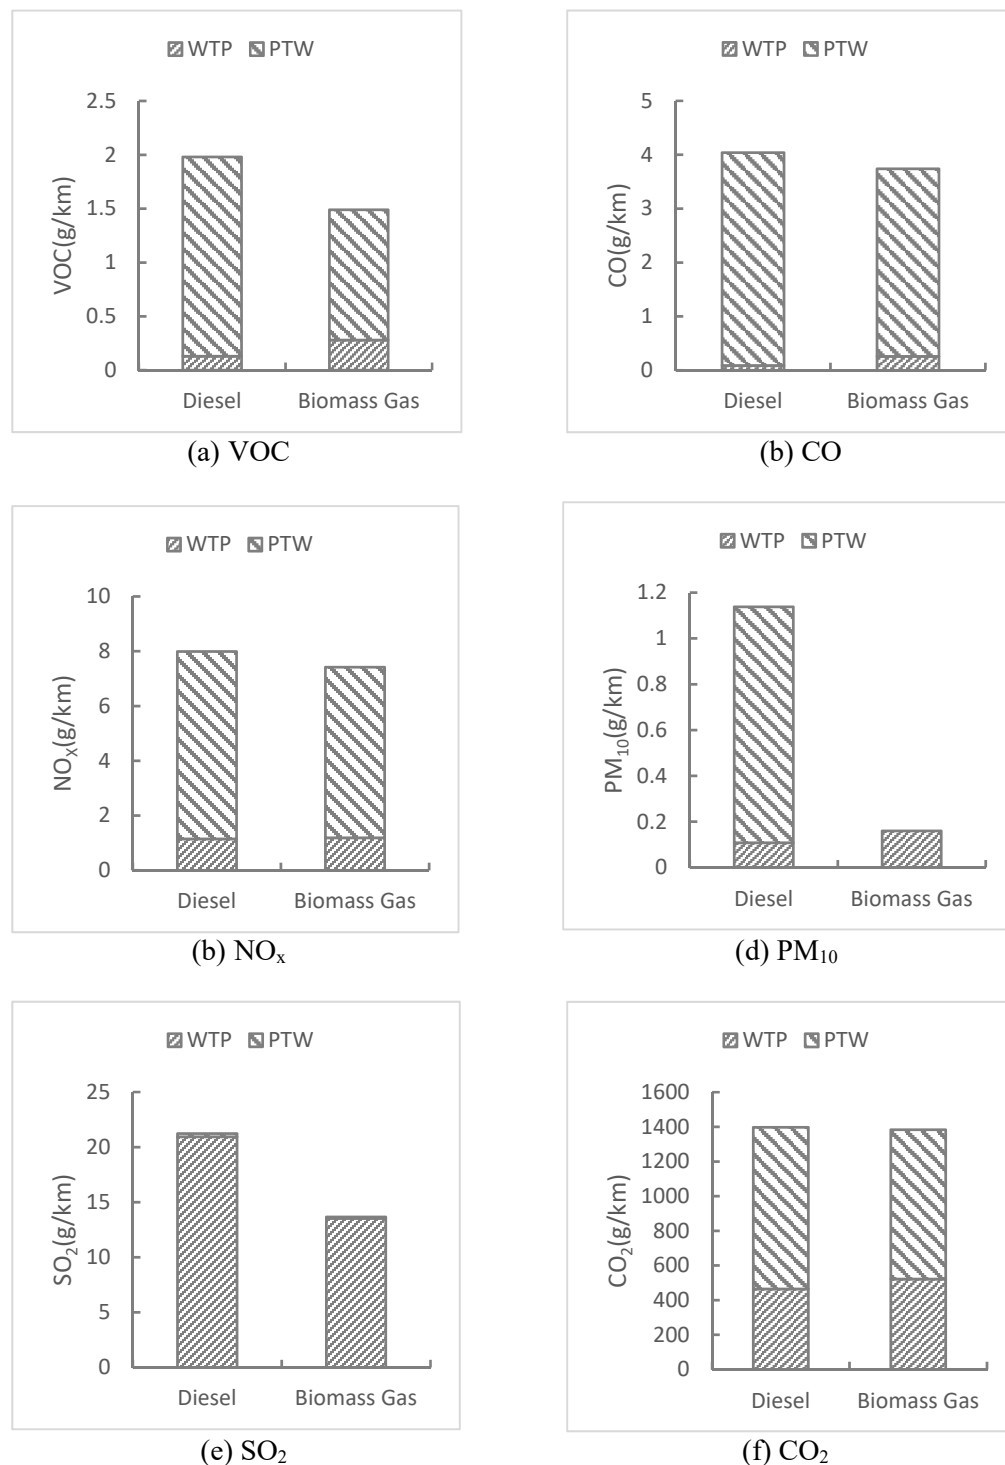 WTP PTW
2.5
2
1.5
1
0.5
0
VOC(g/km)
Diesel Biomass Gas
(a) VOC
WTP PTW
5
4
3
2
1
0
CO(g/km)
Diesel Biomass Gas
(b) CO
WTP PTW
10
8
6
4
2
0
NOX(g/km)
Diesel Biomass Gas
(b) NOx
WTP PTW
1.2
1
0.8
0.6
0.4
0.2
0
PM10(g/km)
Diesel Biomass Gas
(d) PM10
WTP PTW
25
20
15
10
5
0
SO2(g/km)
Diesel Biomass Gas
(e) SO2
WTP PTW
1600
1400
1200
1000
800
600
400
200
0
CO2(g/km)
Diesel Biomass Gas
(f) CO2